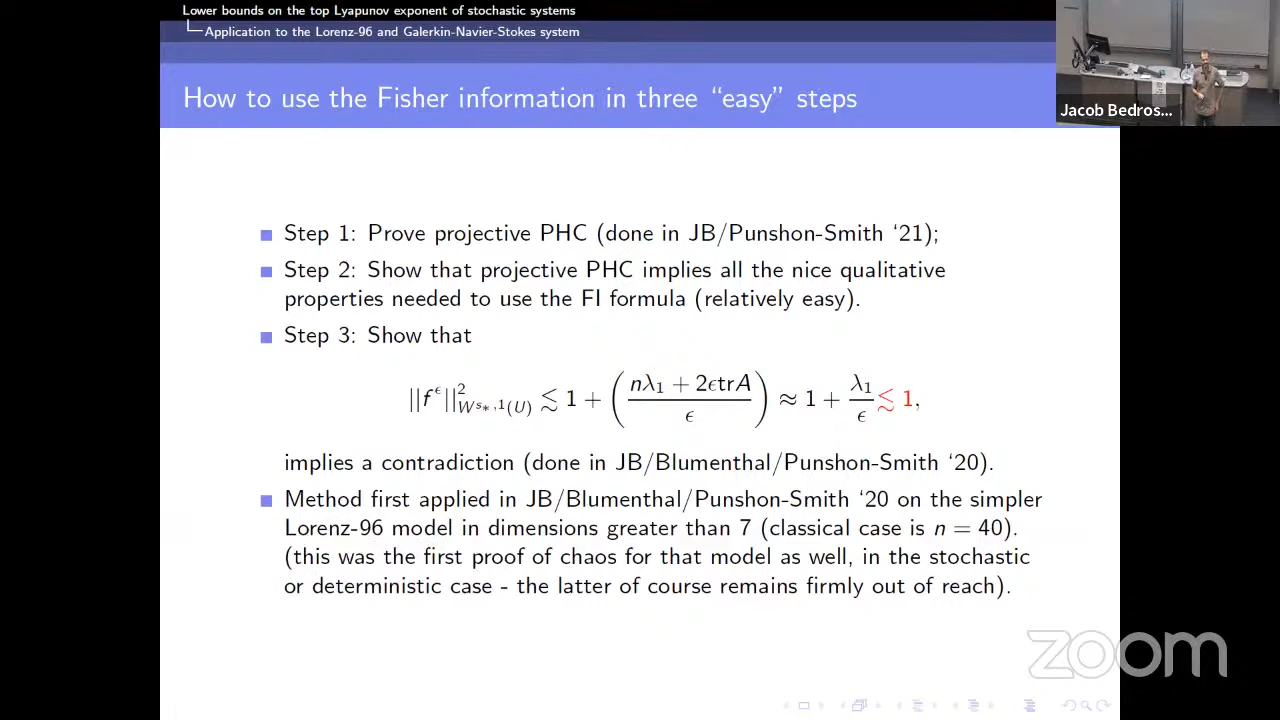 Lower bounds on the top Lyapunov exponent of stochastic systems
Application to the Lorenz-96 and Galerkin-Navier-Stokes system
How to use the Fisher information in three “easy” steps
Jacob Bedros...
Step 1: Prove projective PHC (done in JB/Punshon-Smith ‘21);
Step 2: Show that projective PHC implies all the nice qualitative
properties needed to use the FI formula (relatively easy).
Step 3: Show that
||f^ϵ||²_{W^{s_*,1}(U)} ≲ 1 + ( (nλ₁ + 2ϵtrA) / ϵ ) ≈ 1 + λ₁/ϵ ≲ 1,
implies a contradiction (done in JB/Blumenthal/Punshon-Smith ‘20).
Method first applied in JB/Blumenthal/Punshon-Smith ‘20 on the simpler
Lorenz-96 model in dimensions greater than 7 (classical case is n = 40).
(this was the first proof of chaos for that model as well, in the stochastic
or deterministic case - the latter of course remains firmly out of reach).
zoom